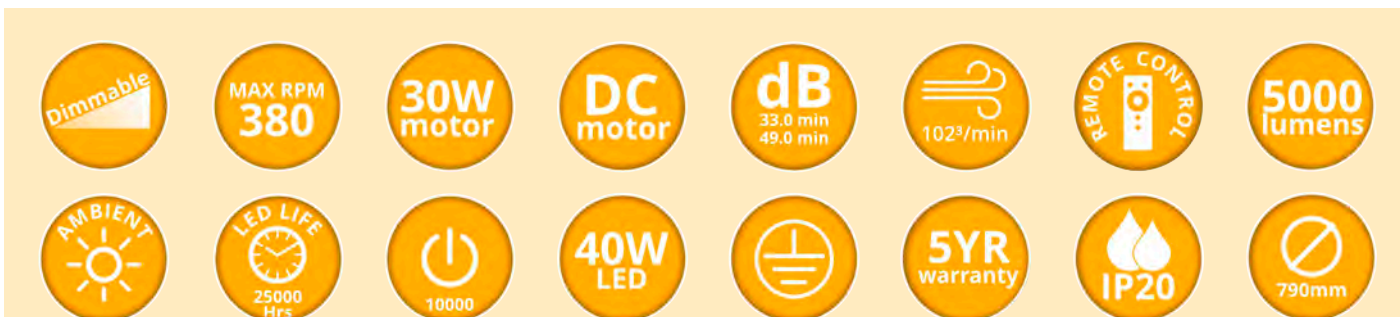 Dimmable
MAX RPM
380
30W
motor
DC
motor
dB
33.0 min
49.0 min
102³/min
REMOTE CONTROL
5000
lumens
AMBIENT
LED LIFE
25000
Hrs
10000
40W
LED
5YR
warranty
IP20
790mm